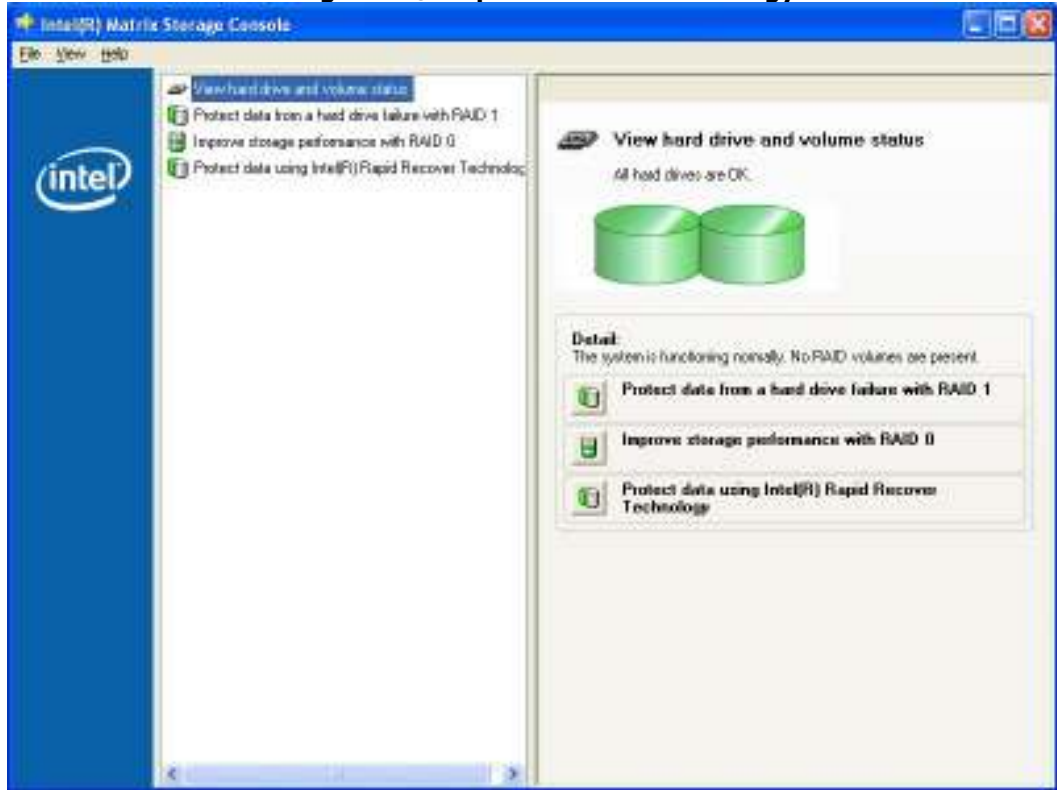 Intel(R) Matrix Storage Console
File View Help
View hard drive and volume status
Protect data from a hard drive failure with RAID 1
Improve storage performance with RAID 0
Protect data using Intel(R) Rapid Recover Technolog
intel
View hard drive and volume status
All hard drives are OK.
Detail:
The system is functioning normally. No RAID volumes are present.
Protect data from a hard drive failure with RAID 1
Improve storage performance with RAID 0
Protect data using Intel(R) Rapid Recover
Technology